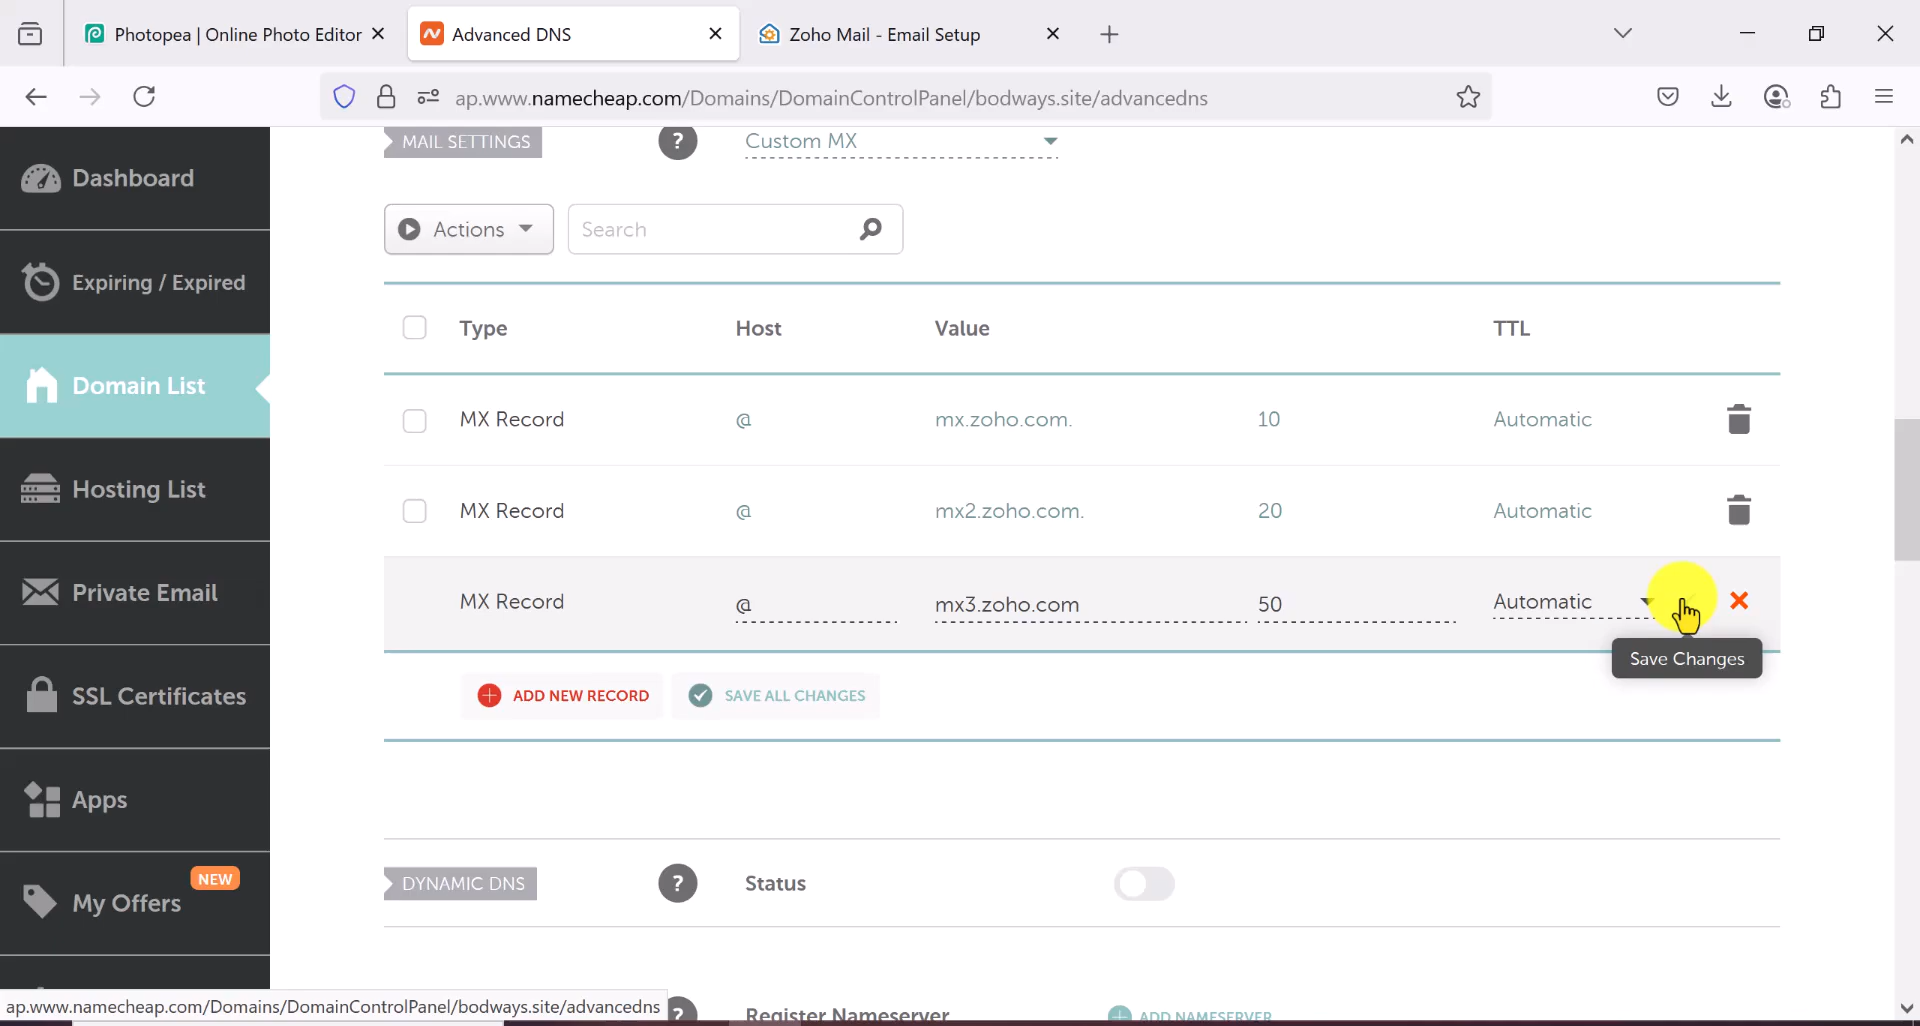 Photopea | Online Photo Editor
Advanced DNS
Zoho Mail - Email Setup
ap.www.namecheap.com/Domains/DomainControlPanel/bodways.site/advancedns
Dashboard
Expiring / Expired
Domain List
Hosting List
Private Email
SSL Certificates
Apps
NEW
My Offers
MAIL SETTINGS ? Custom MX
Actions Search
Type Host Value TTL
MX Record @ mx.zoho.com. 10 Automatic
MX Record @ mx2.zoho.com. 20 Automatic
MX Record @ mx3.zoho.com 50 Automatic
Save Changes
ADD NEW RECORD SAVE ALL CHANGES
DYNAMIC DNS ? Status
? Register Nameserver ADD NAMESERVER
ap.www.namecheap.com/Domains/DomainControlPanel/bodways.site/advancedns